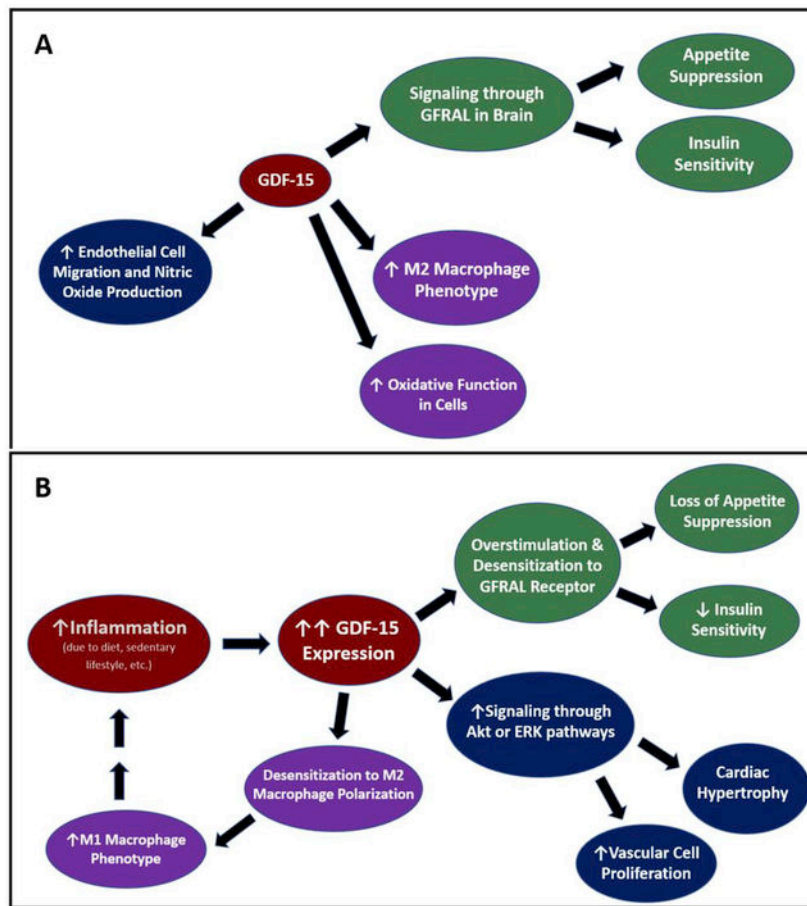 A
Appetite
Suppression
Signaling through
GFRAL in Brain
Insulin
Sensitivity
GDF-15
↑ Endothelial Cell
Migration and Nitric
Oxide Production
↑ M2 Macrophage
Phenotype
↑ Oxidative Function
in Cells
B
Loss of Appetite
Suppression
Overstimulation &
Desensitization to
GFRAL Receptor
↓ Insulin
Sensitivity
↑Inflammation
(due to diet, sedentary
lifestyle, etc.)
↑↑ GDF-15
Expression
↑Signaling through
Akt or ERK pathways
Desensitization to M2
Macrophage Polarization
Cardiac
Hypertrophy
↑M1 Macrophage
Phenotype
↑Vascular Cell
Proliferation